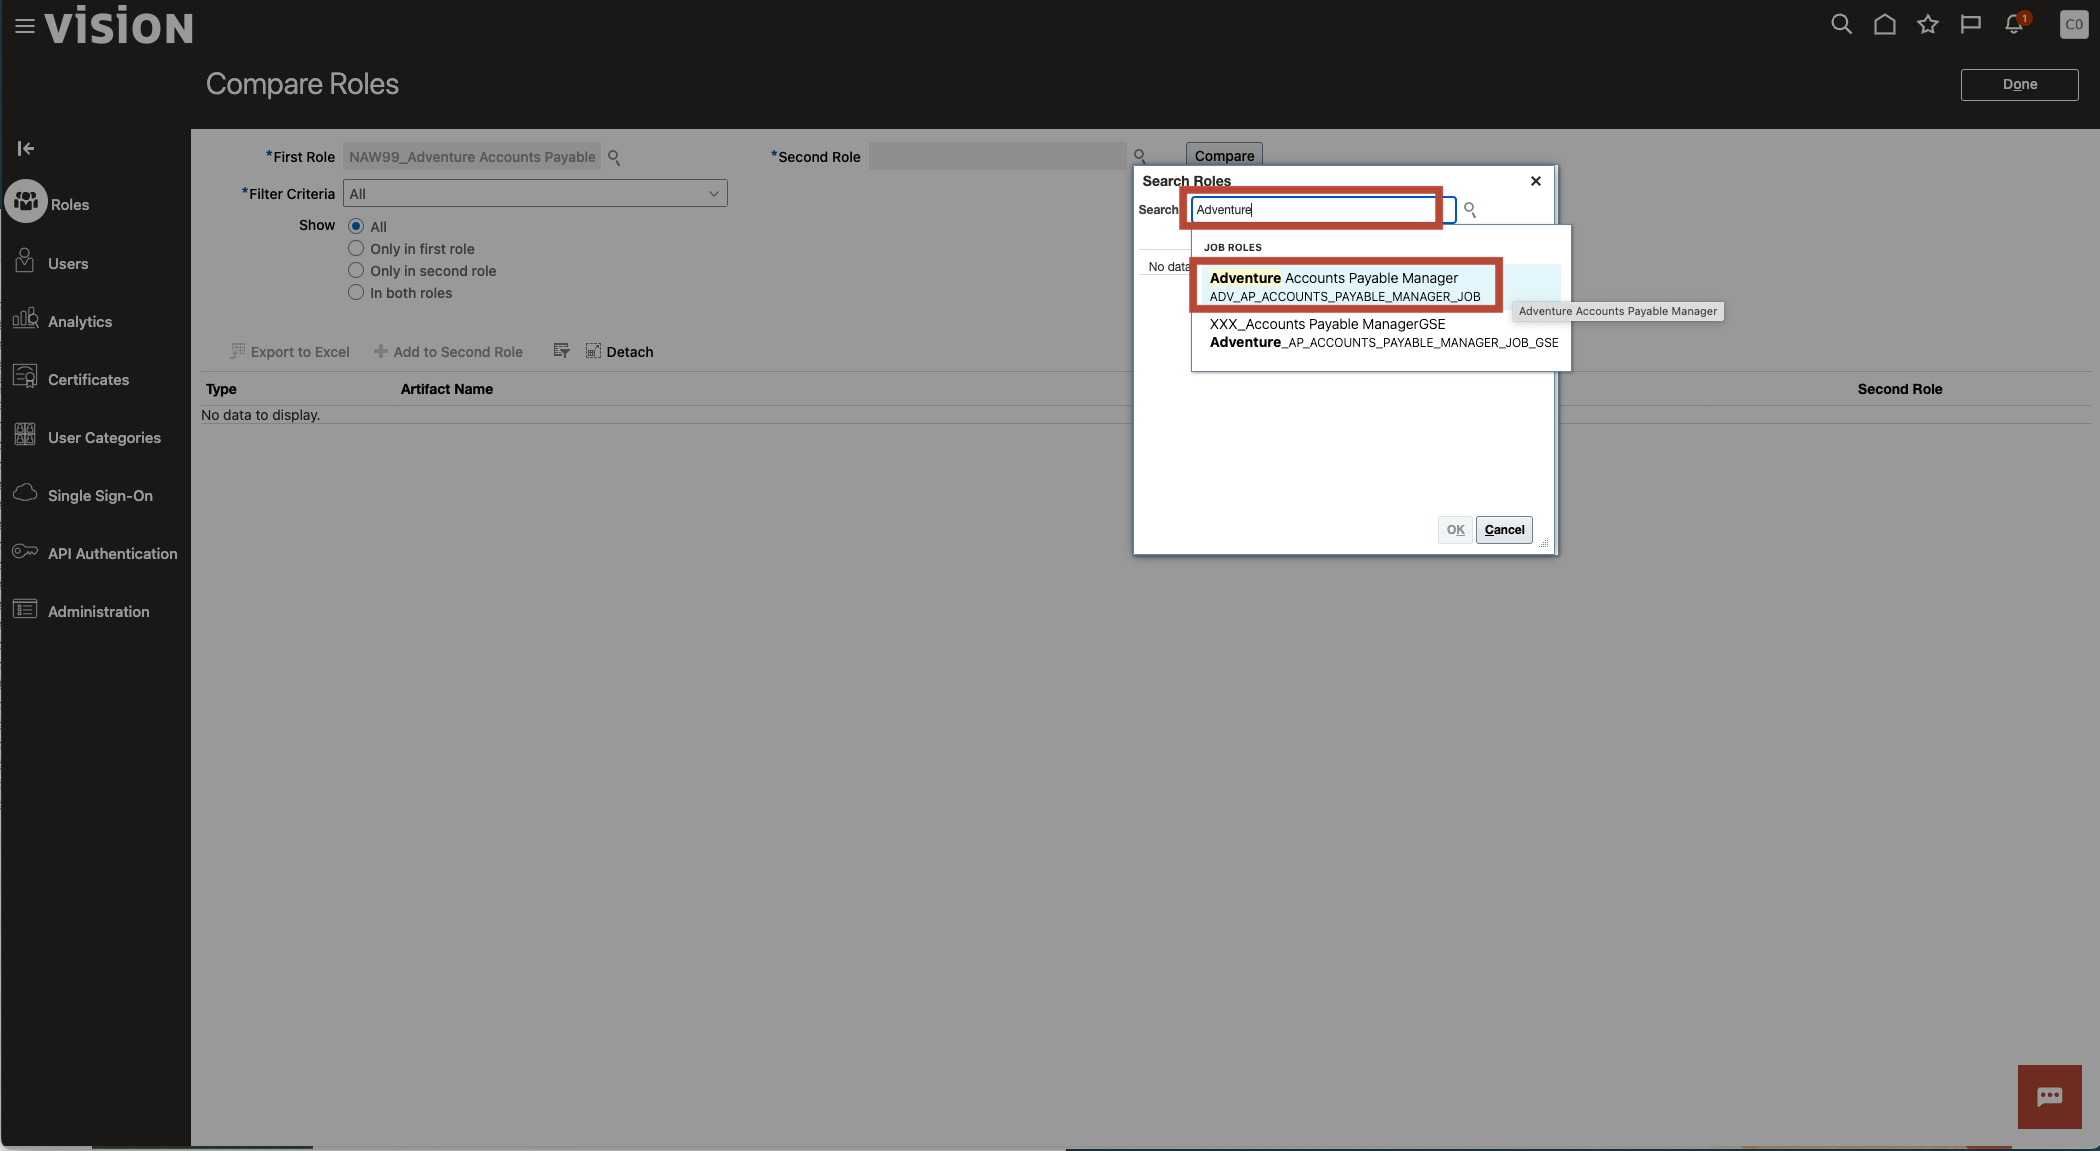 vision
1
CO
Compare Roles
Done
*First Role NAW99_Adventure Accounts Payable
*Second Role
Compare
*Filter Criteria All
Show
All
Only in first role
Only in second role
In both roles
Roles
Users
Analytics
Certificates
User Categories
Single Sign-On
API Authentication
Administration
Export to Excel
Add to Second Role
Detach
Type
Artifact Name
Second Role
No data to display.
Search Roles
Search Adventure
No data
JOB ROLES
Adventure Accounts Payable Manager
ADV_AP_ACCOUNTS_PAYABLE_MANAGER_JOB
XXX_Accounts Payable ManagerGSE
Adventure_AP_ACCOUNTS_PAYABLE_MANAGER_JOB_GSE
Adventure Accounts Payable Manager
OK
Cancel